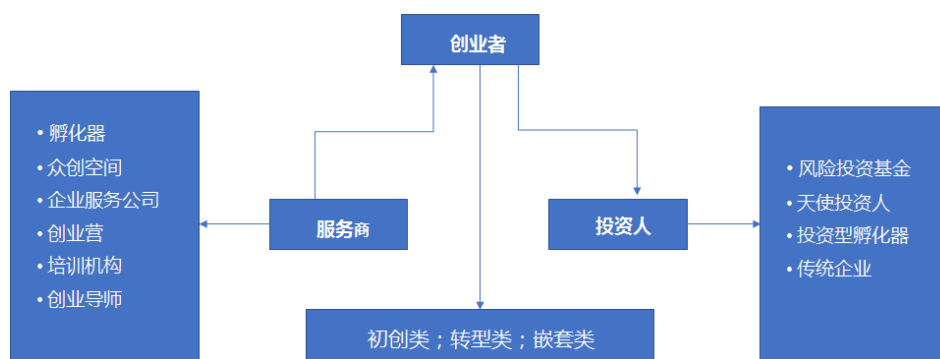 创业者
• 孵化器
• 众创空间
• 企业服务公司
• 创业营
• 培训机构
• 创业导师
服务商
投资人
• 风险投资基金
• 天使投资人
• 投资型孵化器
• 传统企业
初创类；转型类；嵌套类